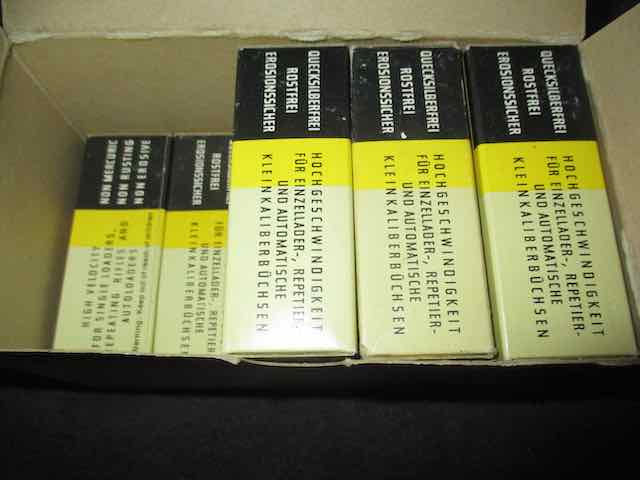 NON MERCURIC
NON RUSTING
NON EROSIVE
HIGH VELOCITY
FOR SINGLE LOADERS,
REPEATING RIFLES AND
AUTOLOADERS
ROSTFREI
EROSIONSSICHER
FÜR EINZELLADER-, REPETIER
UND AUTOMATISCHE
KLEINKALIBERBÜCHSE
QUECKSILBERFREI
ROSTFREI
EROSIONSSICHER
HOCHGESCHWINDIGKEIT
FÜR EINZELLADER-, REPETIER-
UND AUTOMATISCHE
KLEINKALIBERBÜCHSEN
QUECKSILBERFREI
ROSTFREI
EROSIONSSICHER
HOCHGESCHWINDIGKEIT
FÜR EINZELLADER-, REPETIER-
UND AUTOMATISCHE
KLEINKALIBERBÜCHSEN
QUECKSILBERFREI
ROSTFREI
EROSIONSSICHER
HOCHGESCHWINDIGKEIT
FÜR EINZELLADER-, REPETIER-
UND AUTOMATISCHE
KLEINKALIBERBÜCHSEN